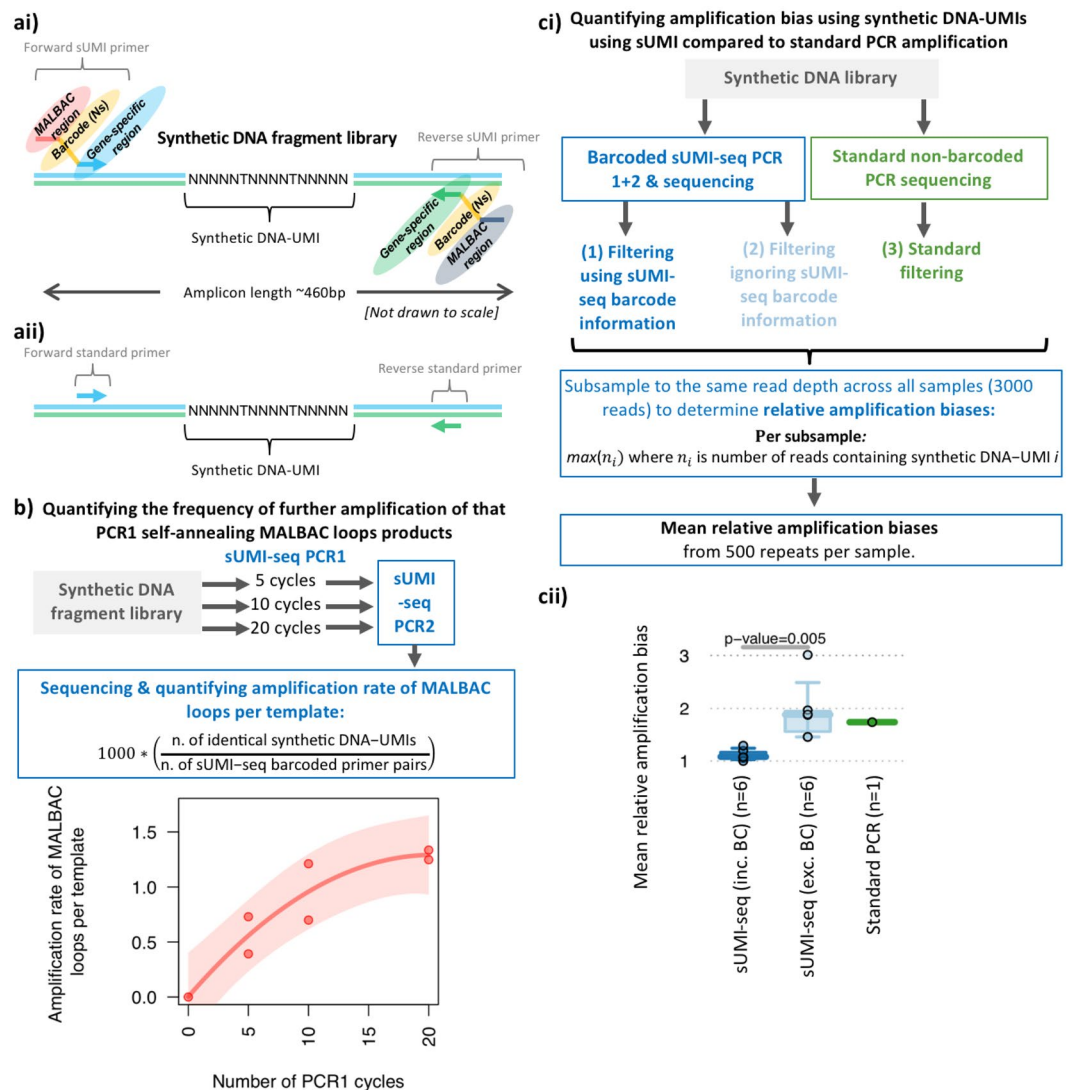 ai)
Forward sUMI primer
MALBAC
region
Barcode (Ns)
Gene-specific
region
Synthetic DNA fragment library
Reverse sUMI primer
NNNNNTNNNNNTNNNNN
Synthetic DNA-UMI
Gene-specific
region
Barcode (Ns)
MALBAC
region
Amplicon length ~460bp
[Not drawn to scale]
aii)
Forward standard primer
Reverse standard primer
NNNNNTNNNNNTNNNNN
Synthetic DNA-UMI
b) Quantifying the frequency of further amplification of that
PCR1 self-annealing MALBAC loops products
sUMI-seq PCR1
Synthetic DNA
fragment library
5 cycles
10 cycles
20 cycles
sUMI
-seq
PCR2
Sequencing & quantifying amplification rate of MALBAC
loops per template:
1000 * ( n. of identical synthetic DNA−UMIs
n. of sUMI−seq barcoded primer pairs )
Amplification rate of MALBAC
loops per template
1.5
1.0
0.5
0.0
0
5
10
15
20
Number of PCR1 cycles
ci) Quantifying amplification bias using synthetic DNA-UMIs
using sUMI compared to standard PCR amplification
Synthetic DNA library
Barcoded sUMI-seq PCR
1+2 & sequencing
Standard non-barcoded
PCR sequencing
(1) Filtering
using sUMI-
seq barcode
information
(2) Filtering
ignoring sUMI-
seq barcode
information
(3) Standard
filtering
Subsample to the same read depth across all samples (3000
reads) to determine relative amplification biases:
Per subsample:
max(nᵢ) where nᵢ is number of reads containing synthetic DNA−UMI i
Mean relative amplification biases
from 500 repeats per sample.
cii)
Mean relative amplification bias
p-value=0.005
3
2
1
sUMI-seq (inc. BC) (n=6)
sUMI-seq (exc. BC) (n=6)
Standard PCR (n=1)